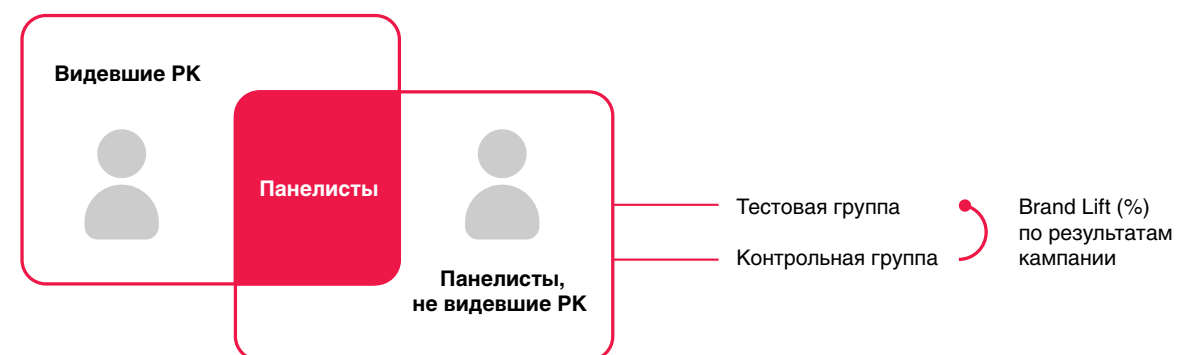 Видевшие РК
Панелисты
Панелисты,
не видевшие РК
Тестовая группа
Контрольная группа
Brand Lift (%)
по результатам
кампании